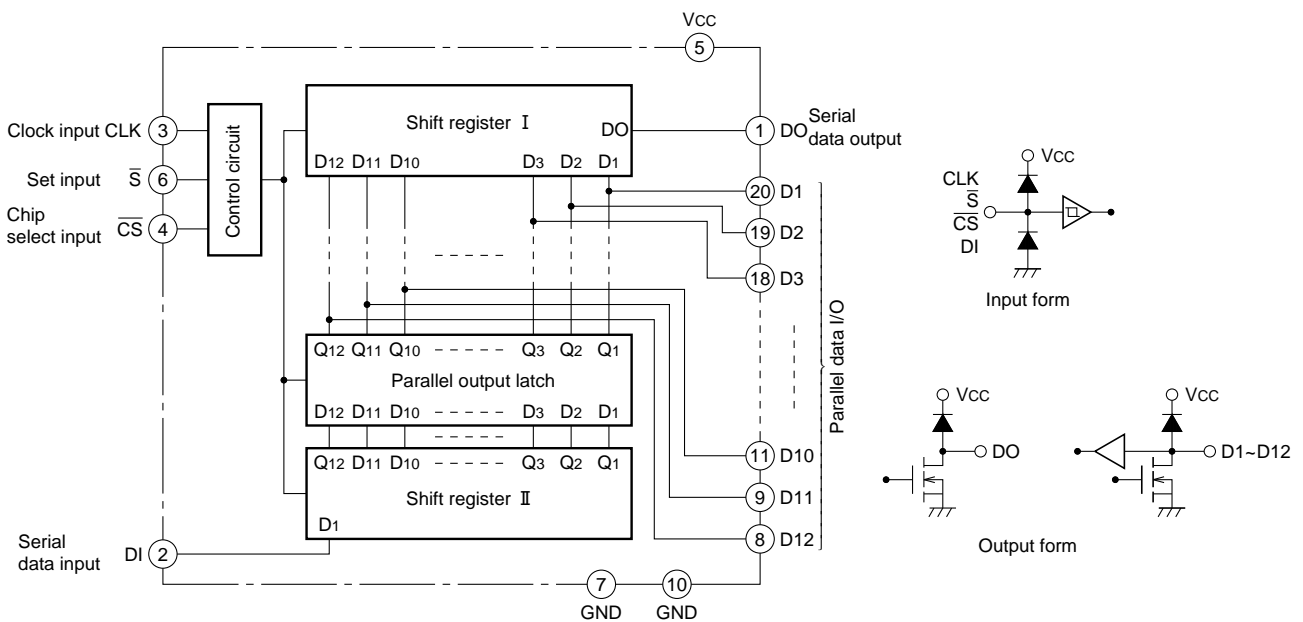 VCC
5
Clock input CLK 3
Set input S̅ 6
Chip
select input C̅S̅ 4
Control circuit
Shift register I
DO
D12 D11 D10 D3 D2 D1
1 DO Serial
data output
20 D1
19 D2
18 D3
11 D10
9 D11
8 D12
Parallel data I/O
Q12 Q11 Q10 Q3 Q2 Q1
Parallel output latch
D12 D11 D10 D3 D2 D1
Q12 Q11 Q10 Q3 Q2 Q1
Shift register II
D1
Serial
data input DI 2
7
GND
10
GND
VCC
CLK
S̅
C̅S̅
DI
Input form
VCC
DO
VCC
D1~D12
Output form